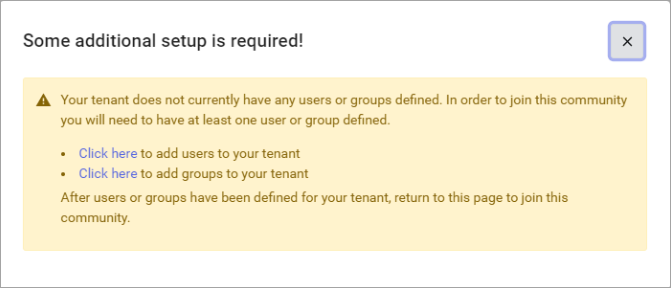 Some additional setup is required!
Your tenant does not currently have any users or groups defined. In order to join this community
you will need to have at least one user or group defined.
• Click here to add users to your tenant
• Click here to add groups to your tenant
After users or groups have been defined for your tenant, return to this page to join this
community.